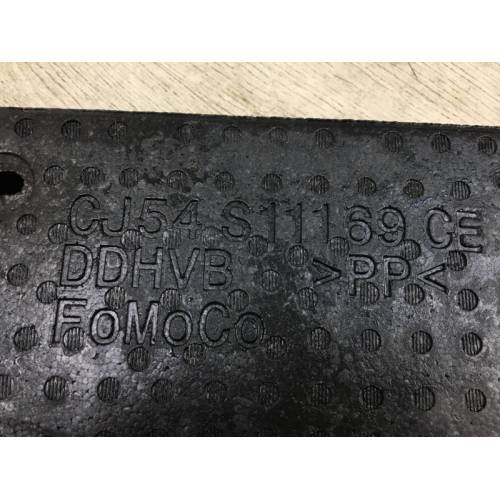 CJ54 S11169 CE
DDHVB >PP<
FoMoCo